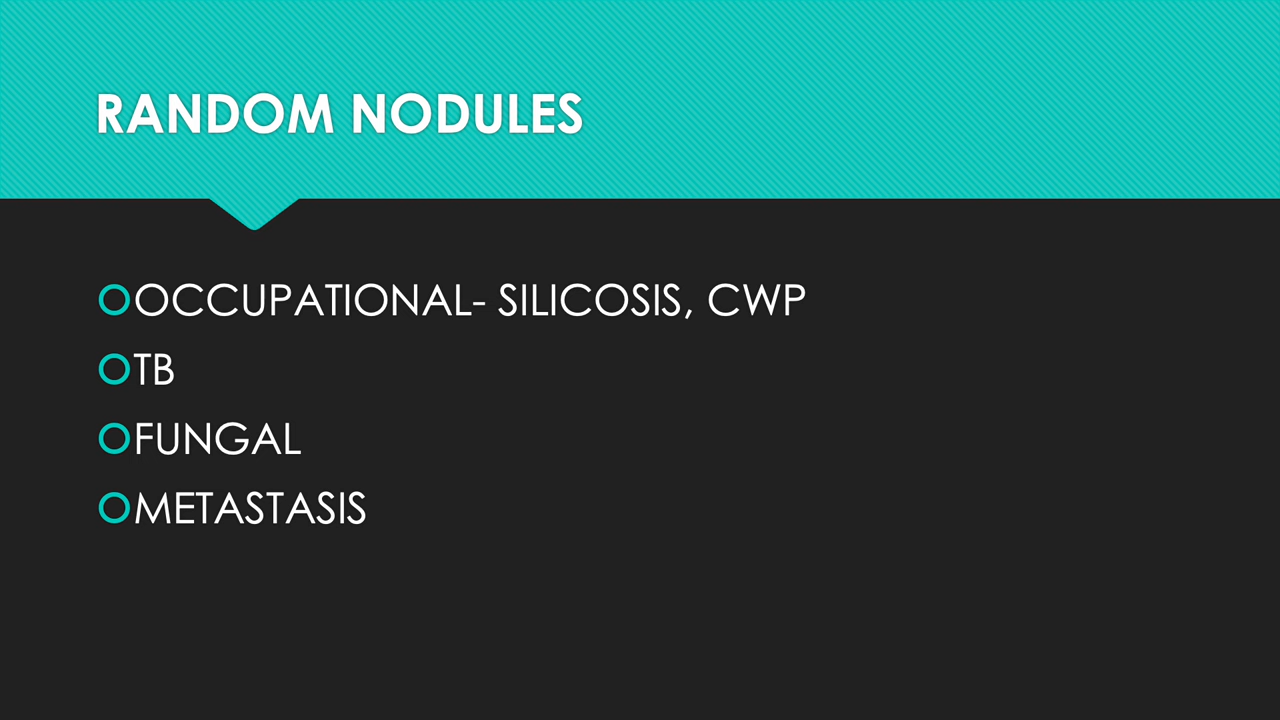 RANDOM NODULES
OCCUPATIONAL- SILICOSIS, CWP
TB
FUNGAL
METASTASIS